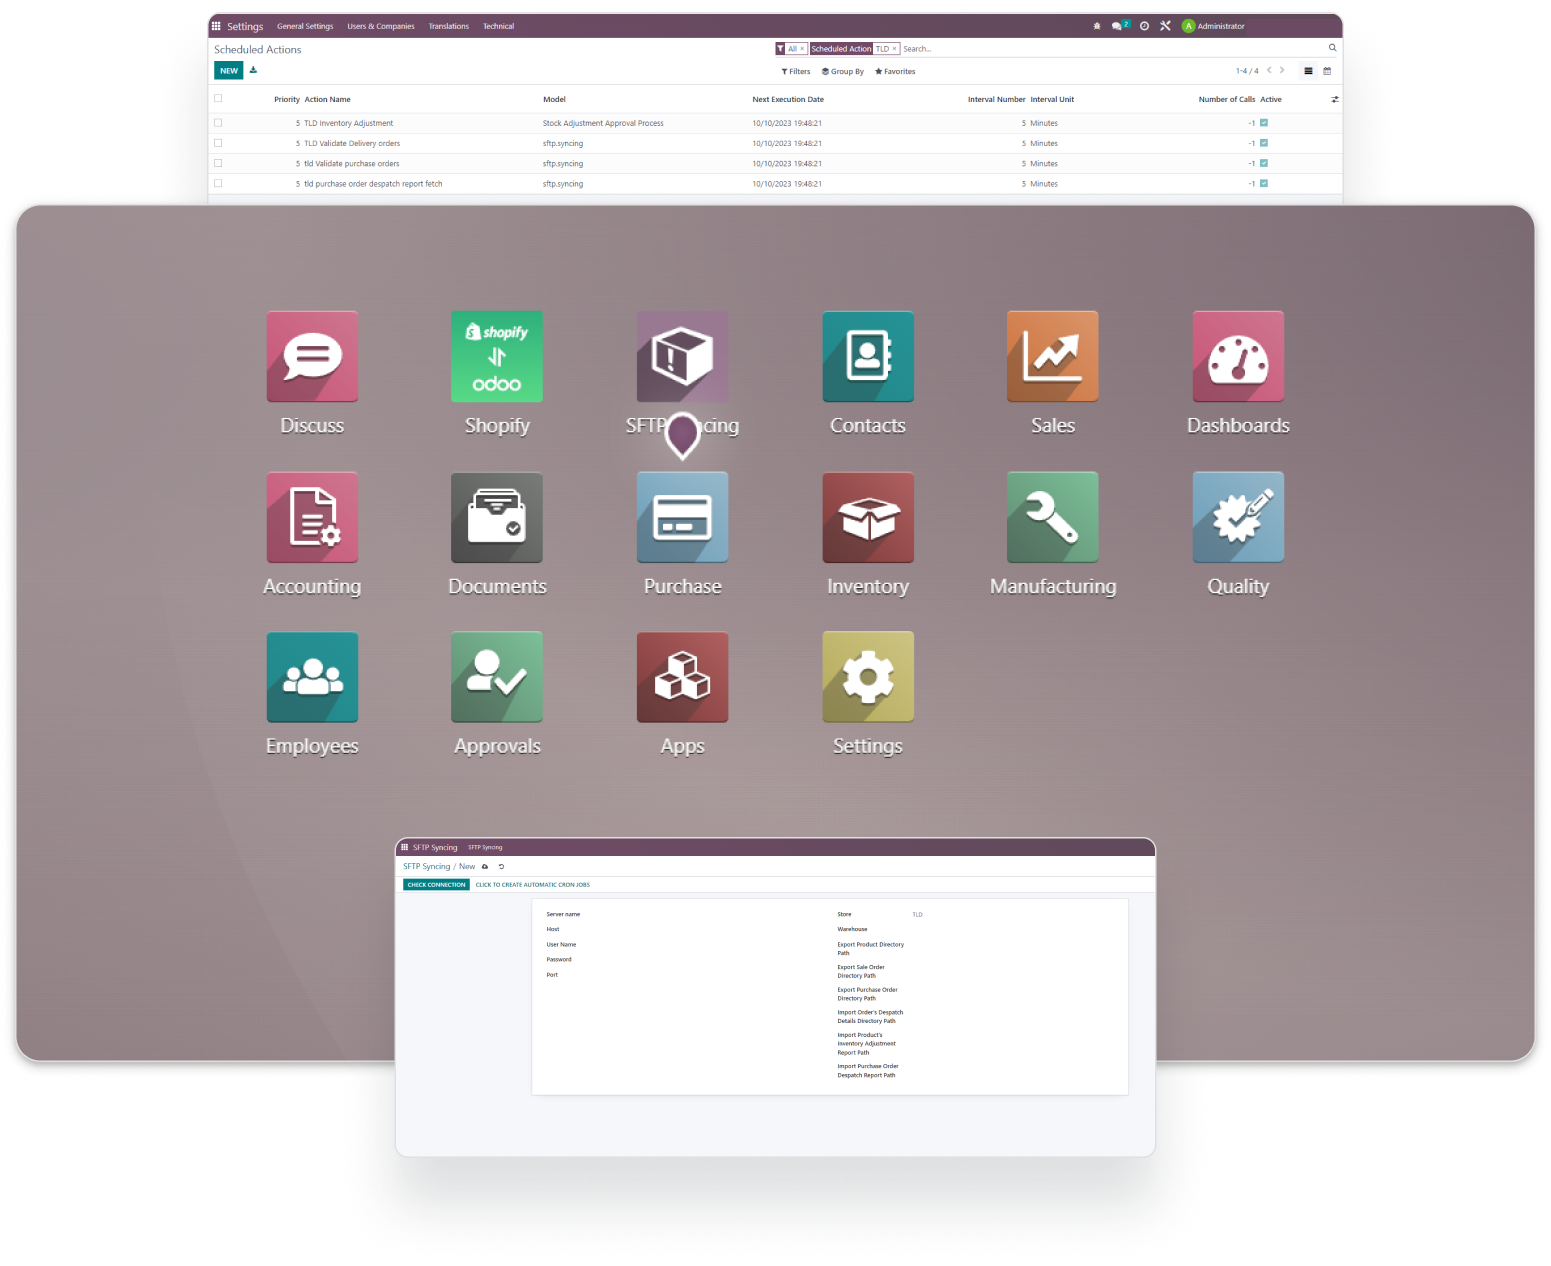 Settings General Settings Users & Companies Translations Technical 2 A Administrator
Scheduled Actions All × Scheduled Action TLD × Search...
NEW Filters Group By Favorites 1-4 / 4
Priority Action Name Model Next Execution Date Interval Number Interval Unit Number of Calls Active
5 TLD Inventory Adjustment Stock Adjustment Approval Process 10/10/2023 19:48:21 5 Minutes -1
5 TLD Validate Delivery orders sftp.syncing 10/10/2023 19:48:21 5 Minutes -1
5 tld Validate purchase orders sftp.syncing 10/10/2023 19:48:21 5 Minutes -1
5 tld purchase order despatch report fetch sftp.syncing 10/10/2023 19:48:21 5 Minutes -1
shopify
odoo
Discuss Shopify SFTP Syncing Contacts Sales Dashboards
Accounting Documents Purchase Inventory Manufacturing Quality
Employees Approvals Apps Settings
SFTP Syncing SFTP Syncing
SFTP Syncing / New
CHECK CONNECTION CLICK TO CREATE AUTOMATIC CRON JOBS
Server name
Host
User Name
Password
Port
Store TLD
Warehouse
Export Product Directory
Path
Export Sale Order
Directory Path
Export Purchase Order
Directory Path
Import Order's Despatch
Details Directory Path
Import Product's
Inventory Adjustment
Report Path
Import Purchase Order
Despatch Report Path